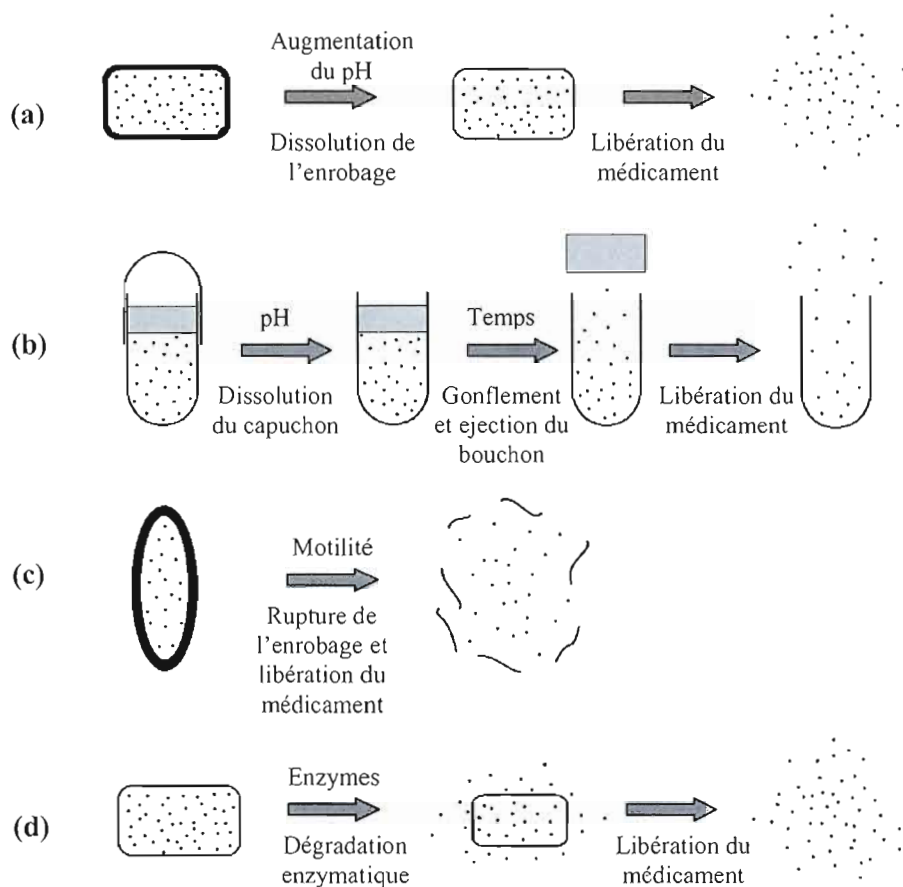 Augmentation
du pH
(a)
Dissolution de
l'enrobage
Libération du
médicament
(b)
pH
Dissolution
du capuchon
Temps
Gonflement
et ejection du
bouchon
Libération du
médicament
(c)
Motilité
Rupture de
l'enrobage et
libération du
médicament
(d)
Enzymes
Dégradation
enzymatique
Libération du
médicament